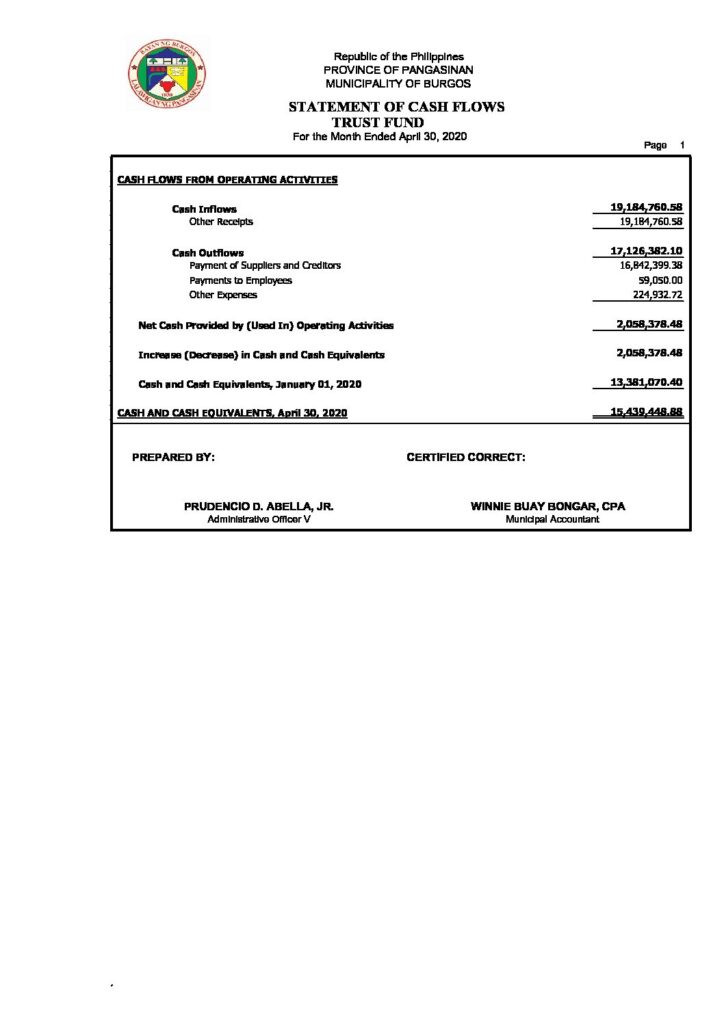 BAYAN NG BURGOS
LALAWIGAN NG PANGASINAN
Republic of the Philippines
PROVINCE OF PANGASINAN
MUNICIPALITY OF BURGOS
STATEMENT OF CASH FLOWS
TRUST FUND
For the Month Ended April 30, 2020
Page 1
CASH FLOWS FROM OPERATING ACTIVITIES
Cash Inflows 19,184,760.58
Other Receipts 19,184,760.58
Cash Outflows 17,126,382.10
Payment of Suppliers and Creditors 16,842,399.38
Payments to Employees 59,050.00
Other Expenses 224,932.72
Net Cash Provided by (Used In) Operating Activities 2,058,378.48
Increase (Decrease) in Cash and Cash Equivalents 2,058,378.48
Cash and Cash Equivalents, January 01, 2020 13,381,070.40
CASH AND CASH EQUIVALENTS, April 30, 2020 15,439,448.88
PREPARED BY: CERTIFIED CORRECT:
PRUDENCIO D. ABELLA, JR. WINNIE BUAY BONGAR, CPA
Administrative Officer V Municipal Accountant